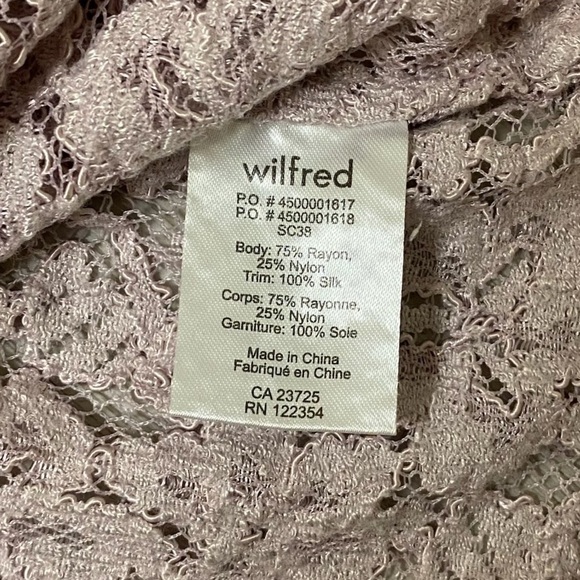 wilfred
P.O. # 4500001617
P.O. # 4500001618
SC38
Body: 75% Rayon,
25% Nylon
Trim: 100% Silk
Corps: 75% Rayonne,
25% Nylon
Garniture: 100% Soie
Made in China
Fabriqué en Chine
CA 23725
RN 122354